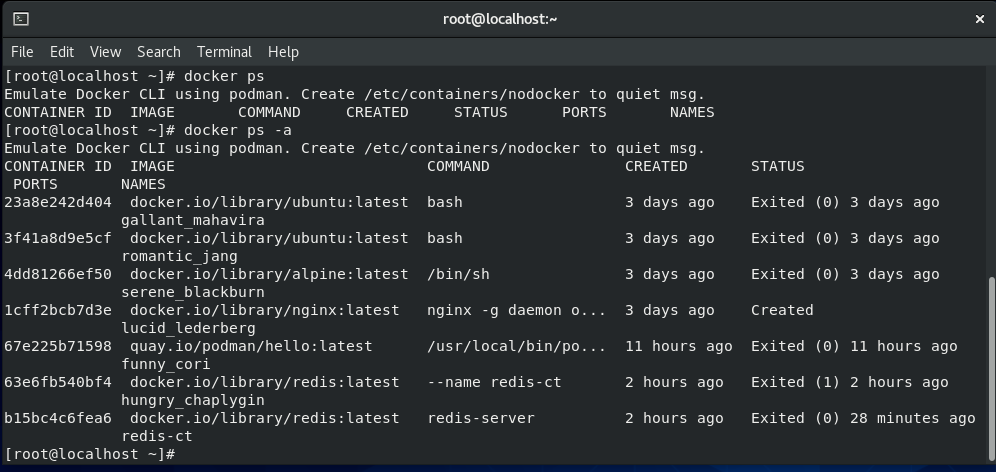 root@localhost:~
File Edit View Search Terminal Help
[root@localhost ~]# docker ps
Emulate Docker CLI using podman. Create /etc/containers/nodocker to quiet msg.
CONTAINER ID  IMAGE       COMMAND     CREATED     STATUS      PORTS       NAMES
[root@localhost ~]# docker ps -a
Emulate Docker CLI using podman. Create /etc/containers/nodocker to quiet msg.
CONTAINER ID  IMAGE                            COMMAND               CREATED       STATUS
 PORTS       NAMES
23a8e242d404  docker.io/library/ubuntu:latest  bash                  3 days ago    Exited (0) 3 days ago
             gallant_mahavira
3f41a8d9e5cf  docker.io/library/ubuntu:latest  bash                  3 days ago    Exited (0) 3 days ago
             romantic_jang
4dd81266ef50  docker.io/library/alpine:latest  /bin/sh               3 days ago    Exited (0) 3 days ago
             serene_blackburn
1cff2bcb7d3e  docker.io/library/nginx:latest   nginx -g daemon o...  3 days ago    Created
             lucid_lederberg
67e225b71598  quay.io/podman/hello:latest      /usr/local/bin/po...  11 hours ago  Exited (0) 11 hours ago
             funny_cori
63e6fb540bf4  docker.io/library/redis:latest   --name redis-ct       2 hours ago   Exited (1) 2 hours ago
             hungry_chaplygin
b15bc4c6fea6  docker.io/library/redis:latest   redis-server          2 hours ago   Exited (0) 28 minutes ago
             redis-ct
[root@localhost ~]#